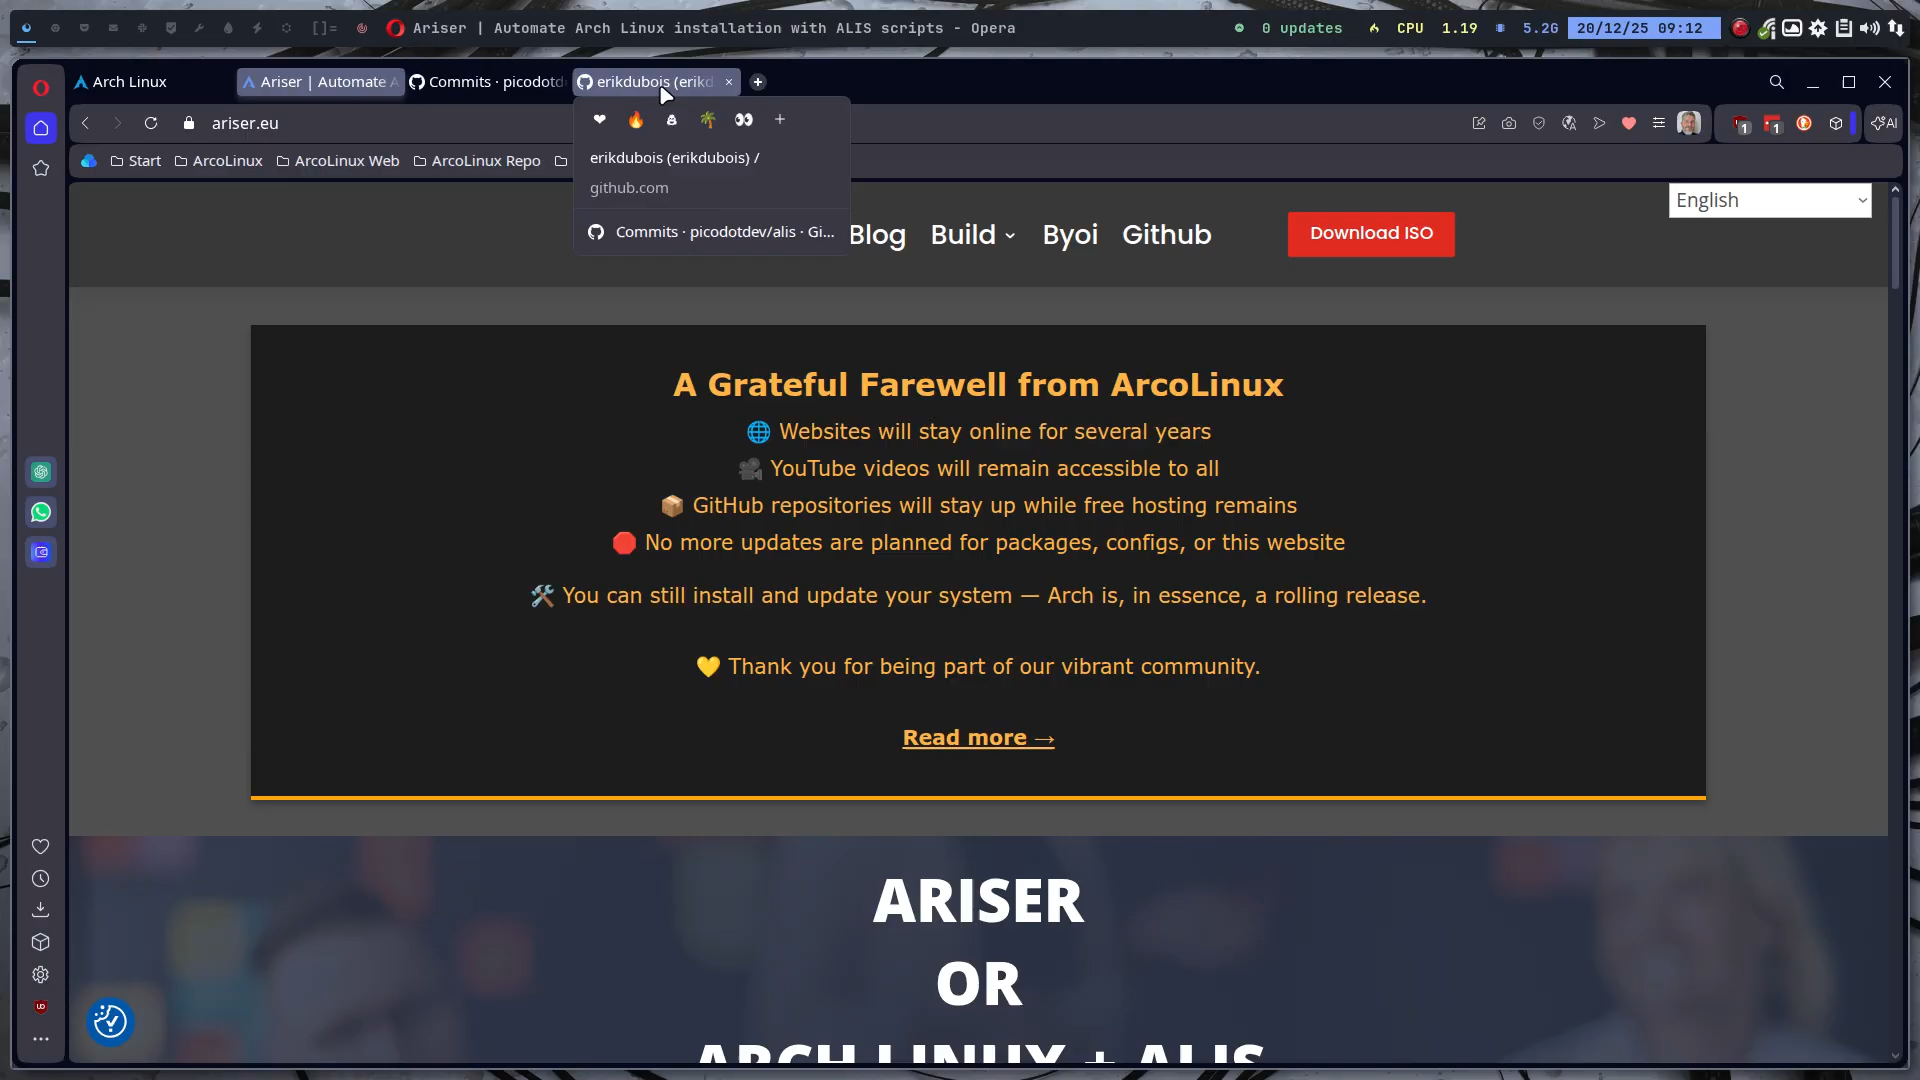 Ariser | Automate Arch Linux installation with ALIS scripts - Opera
0 updates
CPU 1.19
5.2G
20/12/25 09:12
Arch Linux
Ariser | Automate A
Commits · picodotd
erikdubois (erikd
ariser.eu
1
1
AI
Start
ArcoLinux
ArcoLinux Web
ArcoLinux Repo
erikdubois (erikdubois) /
github.com
Commits · picodotdev/alis · Gi...
English
Blog
Build
Byoi
Github
Download ISO
A Grateful Farewell from ArcoLinux
🌐 Websites will stay online for several years
🎥 YouTube videos will remain accessible to all
📦 GitHub repositories will stay up while free hosting remains
🛑 No more updates are planned for packages, configs, or this website
🛠️ You can still install and update your system — Arch is, in essence, a rolling release.
💛 Thank you for being part of our vibrant community.
Read more →
ARISER
OR
ARCH LINUX + ALIS